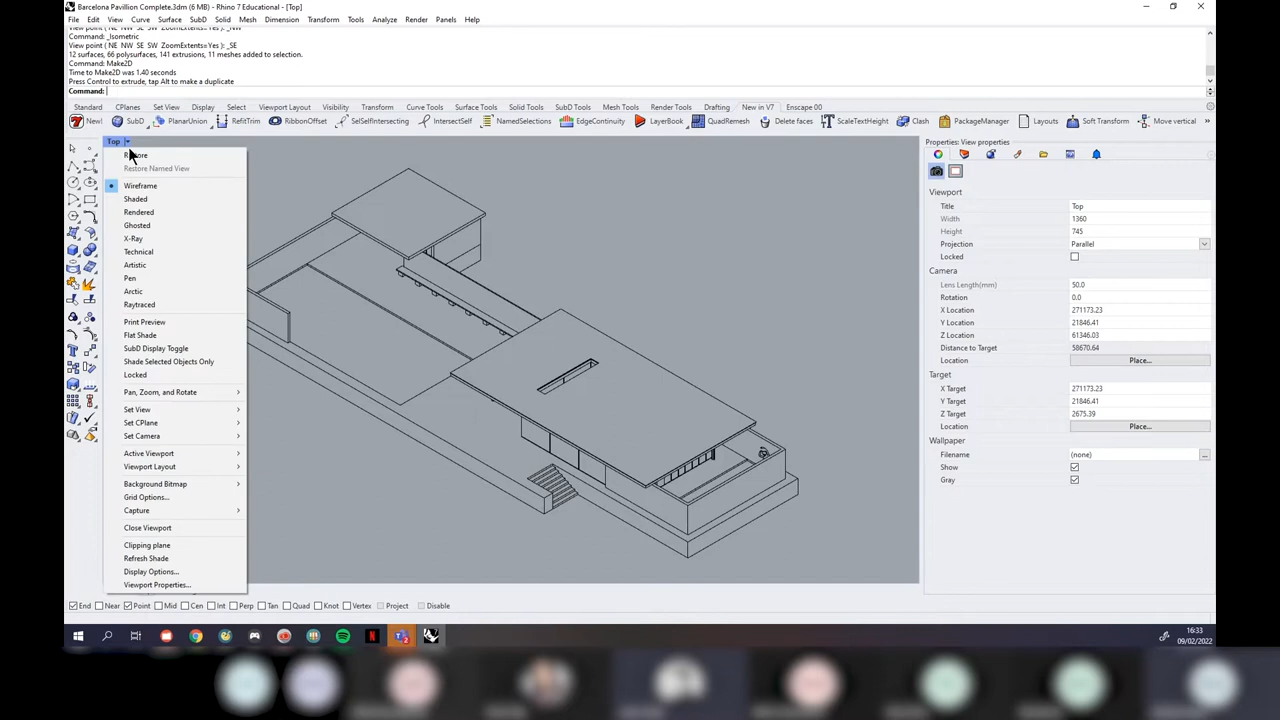 Barcelona Pavillion Complete.3dm (6 MB) - Rhino 7 Educational - [Top]
File Edit View Curve Surface SubD Solid Mesh Dimension Transform Tools Analyze Render Panels Help
View point ( NE NW SE SW ZoomExtents=Yes ): _NW
Command: _Isometric
View point ( NE NW SE SW ZoomExtents=Yes ): _SE
12 surfaces, 66 polysurfaces, 141 extrusions, 11 meshes added to selection.
Command: Make2D
Time to Make2D was 1.40 seconds
Press Control to extrude, tap Alt to make a duplicate
Command:
Standard CPlanes Set View Display Select Viewport Layout Visibility Transform Curve Tools Surface Tools Solid Tools SubD Tools Mesh Tools Render Tools Drafting New in V7 Enscape 00
New! SubD PlanarUnion RefitTrim RibbonOffset SelSelfIntersecting IntersectSelf NamedSelections EdgeContinuity LayerBook QuadRemesh Delete faces ScaleTextHeight Clash PackageManager Layouts Soft Transform Move vertical
Top
Restore
Restore Named View
Wireframe
Shaded
Rendered
Ghosted
X-Ray
Technical
Artistic
Pen
Arctic
Raytraced
Print Preview
Flat Shade
SubD Display Toggle
Shade Selected Objects Only
Locked
Pan, Zoom, and Rotate
Set View
Set CPlane
Set Camera
Active Viewport
Viewport Layout
Background Bitmap
Grid Options...
Capture
Close Viewport
Clipping plane
Refresh Shade
Display Options...
Viewport Properties...
Properties: View properties
Viewport
Title Top
Width 1360
Height 745
Projection Parallel
Locked
Camera
Lens Length(mm) 50.0
Rotation 0.0
X Location 271173.23
Y Location 21846.41
Z Location 61346.03
Distance to Target 58670.64
Location Place...
Target
X Target 271173.23
Y Target 21846.41
Z Target 2675.39
Location Place...
Wallpaper
Filename (none) ...
Show
Gray
End Near Point Mid Cen Int Perp Tan Quad Knot Vertex Project Disable
16:33
09/02/2022